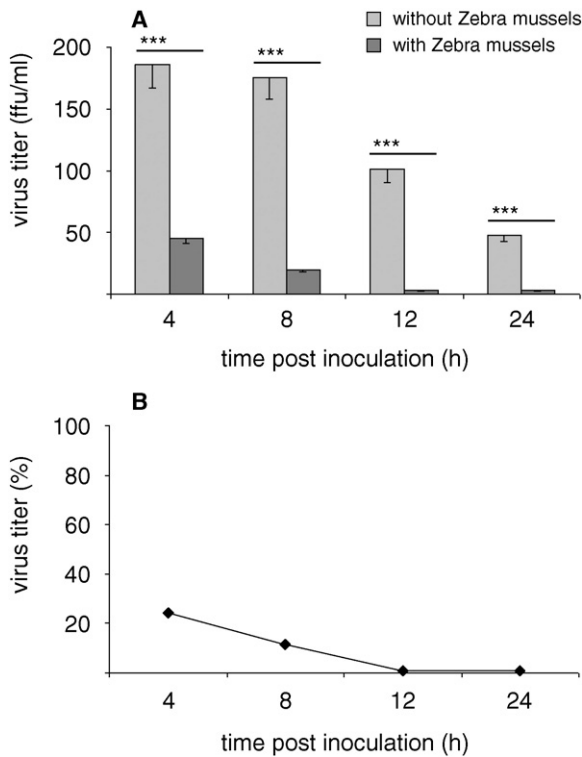 A
without Zebra mussels
with Zebra mussels
virus titer (ffu/ml)
200
150
100
50
***
***
***
***
4 8 12 24
time post inoculation (h)
B
virus titer (%)
100
80
60
40
20
4 8 12 24
time post inoculation (h)